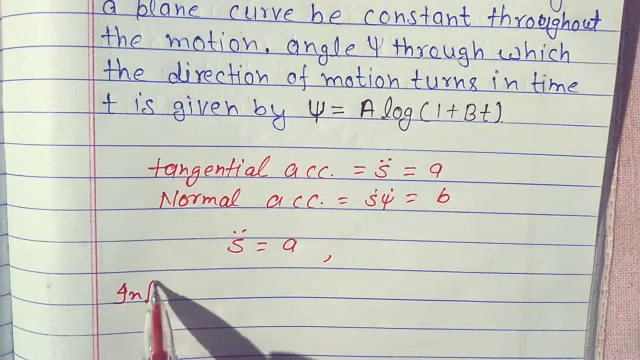 a plane curve be constant throughout
the motion. angle ψ through which
the direction of motion turns in time
t is given by ψ = A log(1+Bt)
tangential acc. = s̈ = a
Normal acc. = ṡψ̇ = b
s̈ = a ,